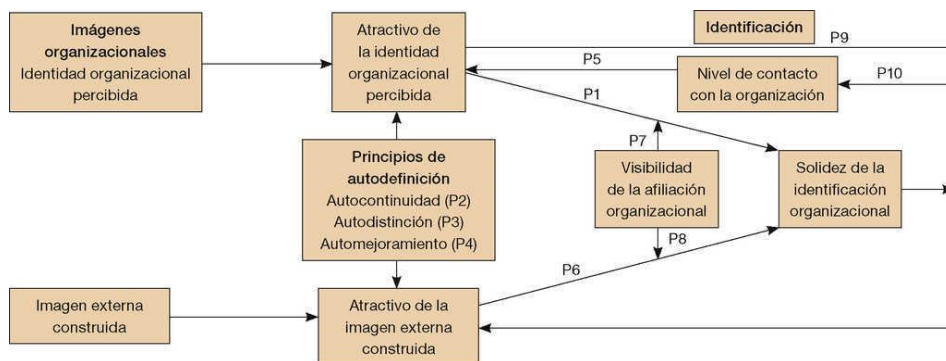 Imágenes
organizacionales
Identidad organizacional
percibida
Atractivo de
la identidad
organizacional
percibida
Identificación
P9
P5
Nivel de contacto
con la organización
P10
P1
P7
Principios de
autodefinición
Autocontinuidad (P2)
Autodistinción (P3)
Automejoramiento (P4)
Visibilidad
de la afiliación
organizacional
Solidez de la
identificación
organizacional
P8
P6
Imagen externa
construida
Atractivo de la
imagen externa
construida